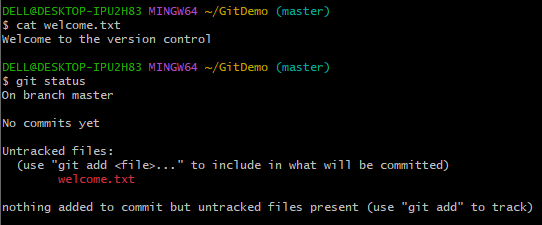 DELL@DESKTOP-IPU2H83 MINGW64 ~/GitDemo (master)
$ cat welcome.txt
Welcome to the version control

DELL@DESKTOP-IPU2H83 MINGW64 ~/GitDemo (master)
$ git status
On branch master

No commits yet

Untracked files:
  (use "git add <file>..." to include in what will be committed)
        welcome.txt

nothing added to commit but untracked files present (use "git add" to track)